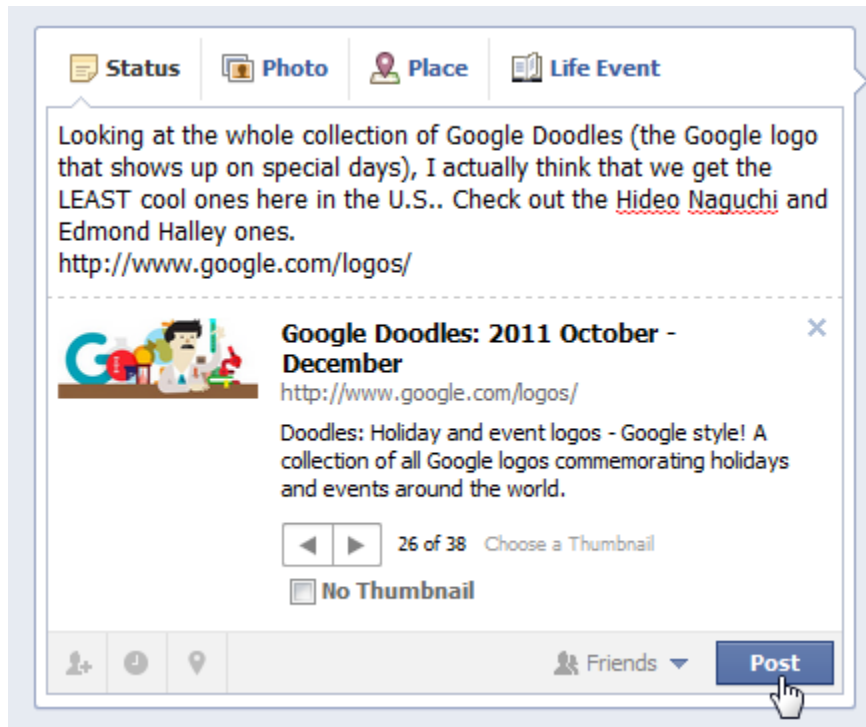 Status Photo Place Life Event
Looking at the whole collection of Google Doodles (the Google logo
that shows up on special days), I actually think that we get the
LEAST cool ones here in the U.S.. Check out the Hideo Naguchi and
Edmond Halley ones.
http://www.google.com/logos/
Google Doodles: 2011 October -
December
http://www.google.com/logos/
Doodles: Holiday and event logos - Google style! A
collection of all Google logos commemorating holidays
and events around the world.
26 of 38 Choose a Thumbnail
No Thumbnail
Friends Post